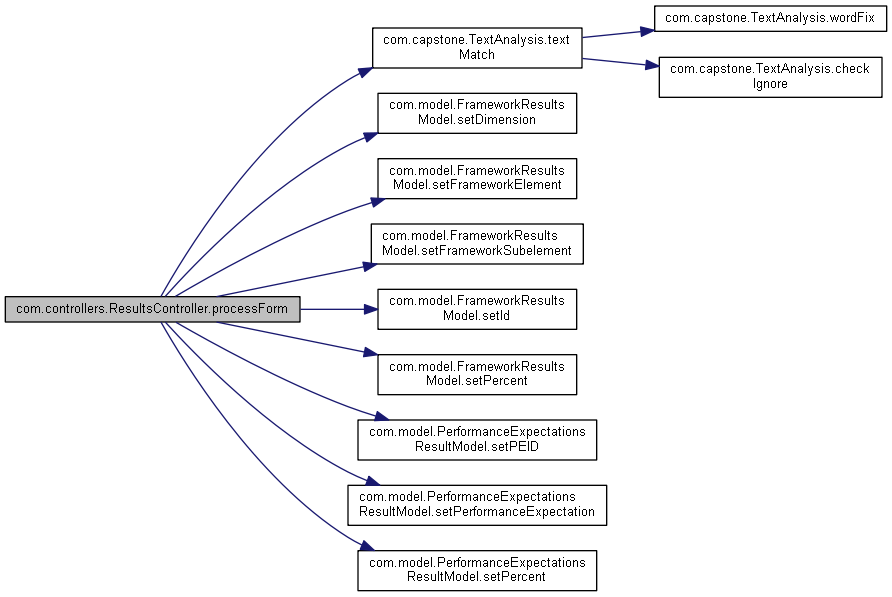 com.controllers.ResultsController.processForm
com.capstone.TextAnalysis.text
Match
com.capstone.TextAnalysis.wordFix
com.capstone.TextAnalysis.check
Ignore
com.model.FrameworkResults
Model.setDimension
com.model.FrameworkResults
Model.setFrameworkElement
com.model.FrameworkResults
Model.setFrameworkSubelement
com.model.FrameworkResults
Model.setId
com.model.FrameworkResults
Model.setPercent
com.model.PerformanceExpectations
ResultModel.setPEID
com.model.PerformanceExpectations
ResultModel.setPerformanceExpectation
com.model.PerformanceExpectations
ResultModel.setPercent